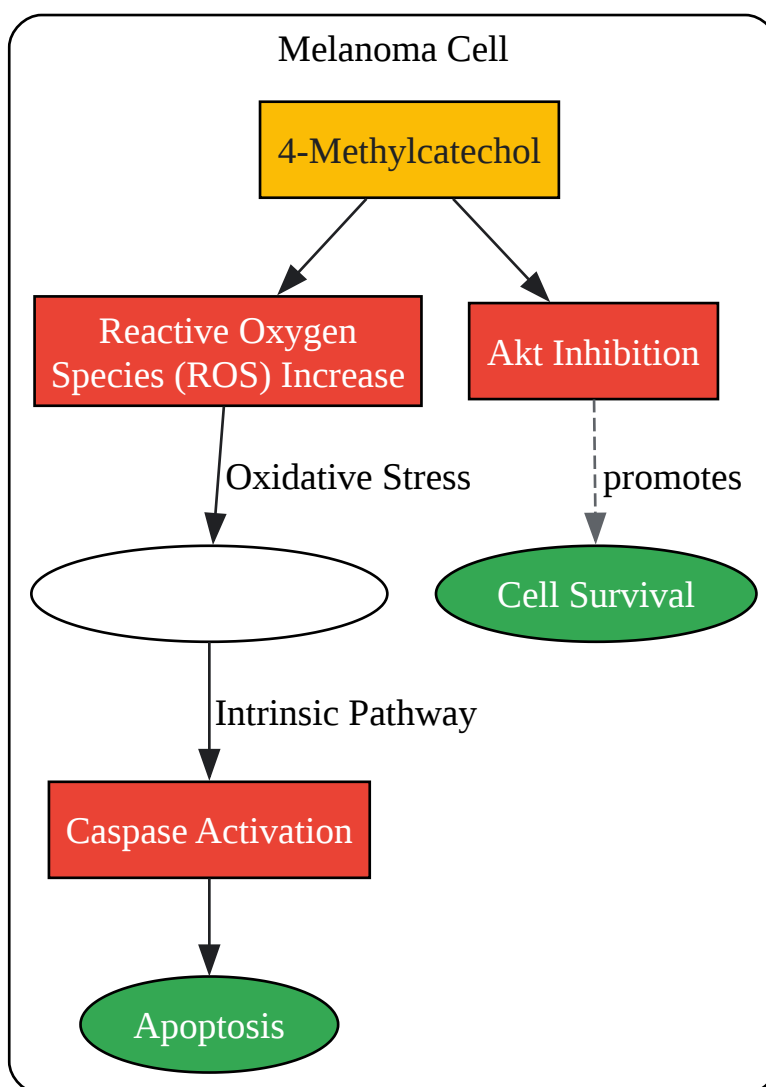 Melanoma Cell
4-Methylcatechol
Reactive Oxygen
Species (ROS) Increase
Akt Inhibition
Oxidative Stress
promotes
Cell Survival
Intrinsic Pathway
Caspase Activation
Apoptosis